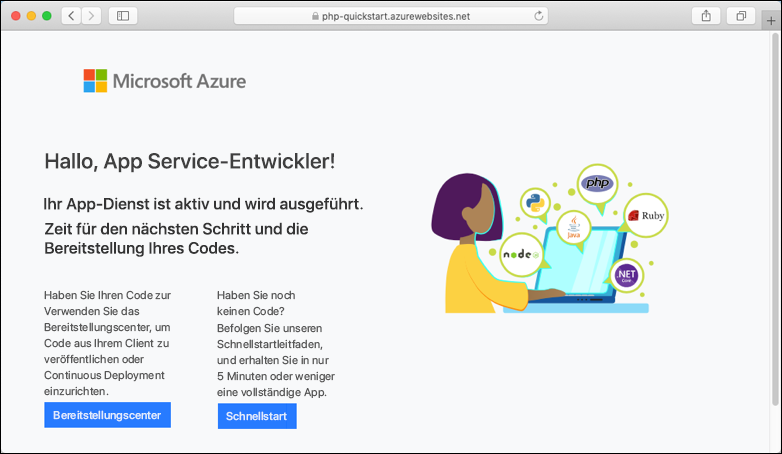 php-quickstart.azurewebsites.net
Microsoft Azure
Hallo, App Service-Entwickler!
Ihr App-Dienst ist aktiv und wird ausgeführt.
Zeit für den nächsten Schritt und die
Bereitstellung Ihres Codes.
Haben Sie Ihren Code zur
Verwenden Sie das
Bereitstellungscenter, um
Code aus Ihrem Client zu
veröffentlichen oder
Continuous Deployment
einzurichten.
Bereitstellungscenter
Haben Sie noch
keinen Code?
Befolgen Sie unseren
Schnellstartleitfaden,
und erhalten Sie in nur
5 Minuten oder weniger
eine vollständige App.
Schnellstart
php
Ruby
Java
node
.NET
Core